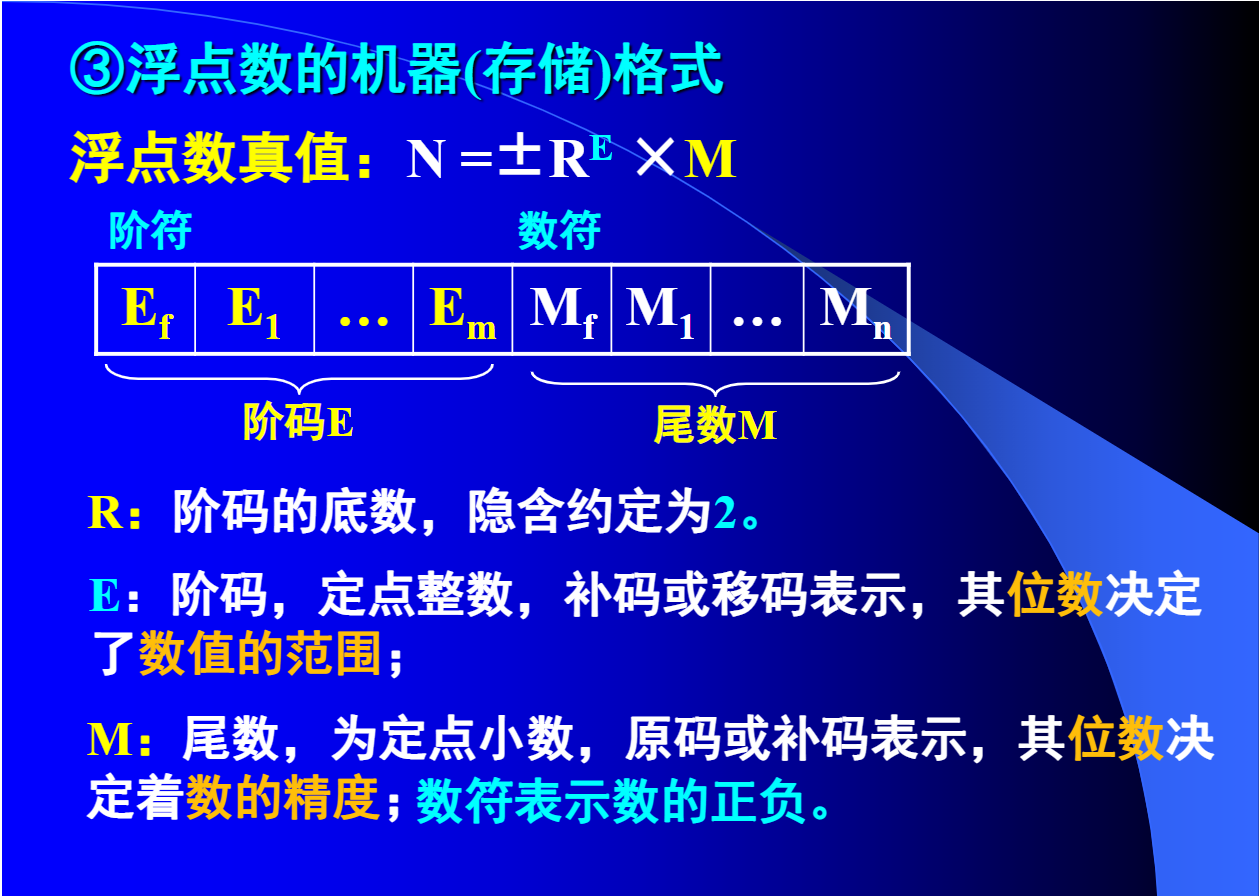 ③浮点数的机器(存储)格式
浮点数真值：N =±R^E ×M
阶符 数符
E_f E_1 … E_m M_f M_1 … M_n
阶码E 尾数M
R：阶码的底数，隐含约定为2。
E：阶码，定点整数，补码或移码表示，其位数决定
了数值的范围；
M：尾数，为定点小数，原码或补码表示，其位数决
定着数的精度；数符表示数的正负。